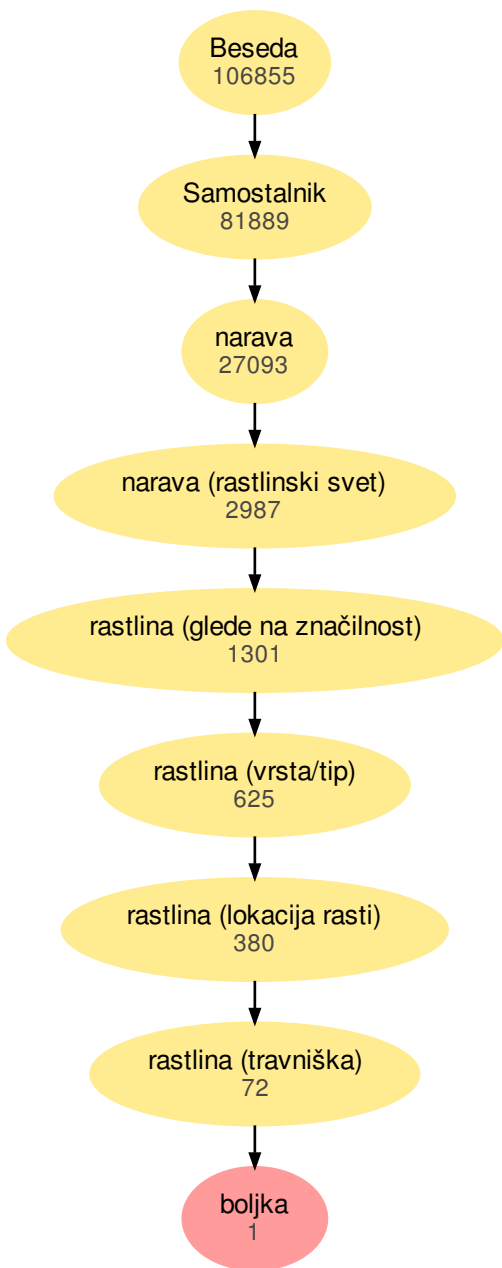 Beseda
106855
Samostalnik
81889
narava
27093
narava (rastlinski svet)
2987
rastlina (glede na značilnost)
1301
rastlina (vrsta/tip)
625
rastlina (lokacija rasti)
380
rastlina (travniška)
72
boljka
1